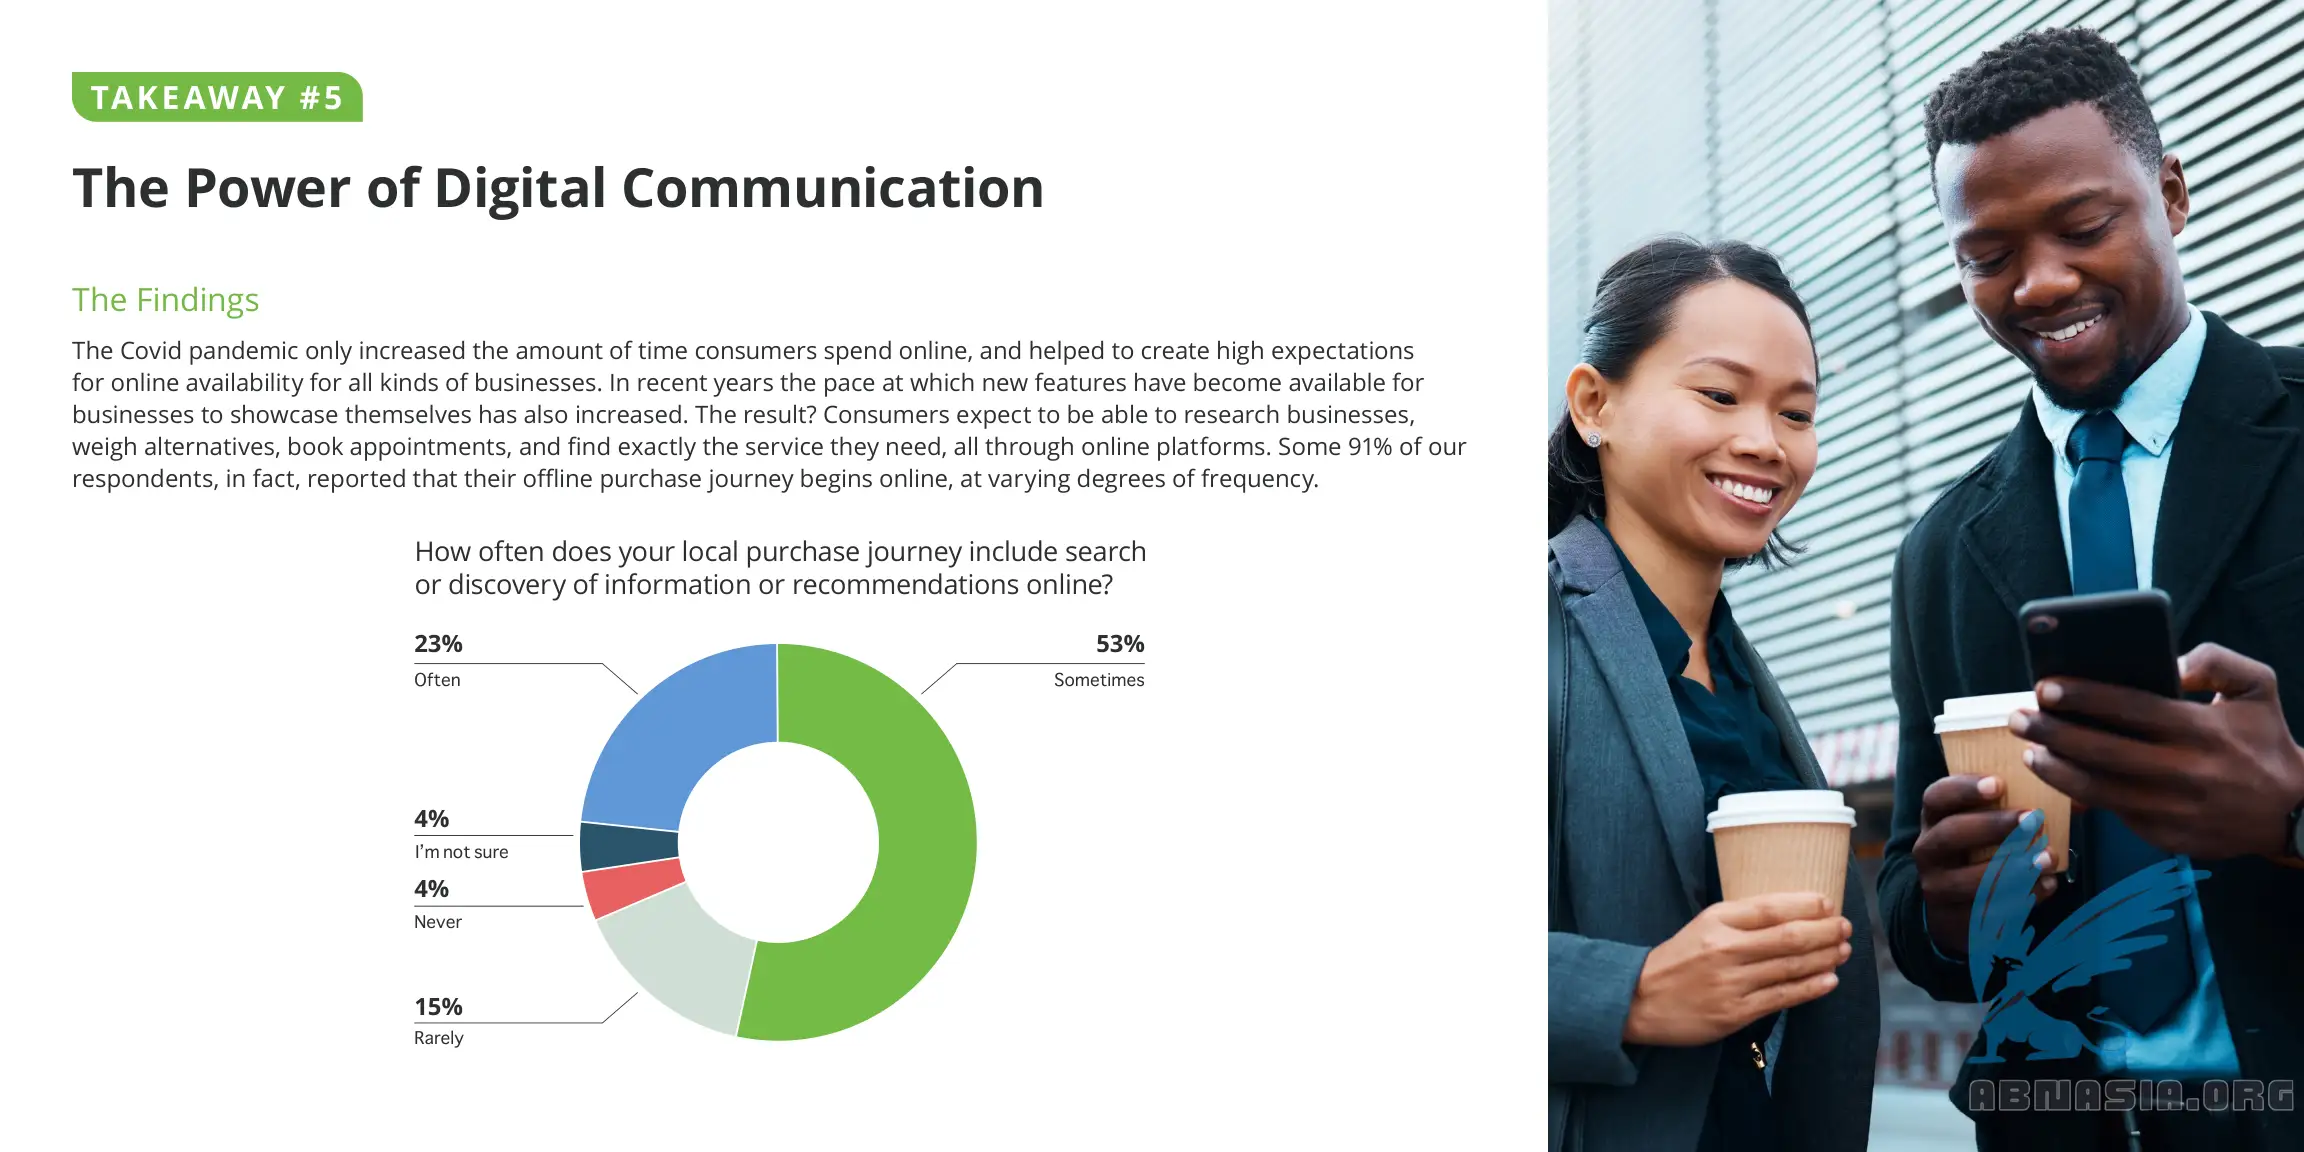 TAKEAWAY #5
The Power of Digital Communication
The Findings
The Covid pandemic only increased the amount of time consumers spend online, and helped to create high expectations
for online availability for all kinds of businesses. In recent years the pace at which new features have become available for
businesses to showcase themselves has also increased. The result? Consumers expect to be able to research businesses,
weigh alternatives, book appointments, and find exactly the service they need, all through online platforms. Some 91% of our
respondents, in fact, reported that their offline purchase journey begins online, at varying degrees of frequency.
How often does your local purchase journey include search
or discovery of information or recommendations online?
23%
Often
53%
Sometimes
4%
I'm not sure
4%
Never
15%
Rarely
ABNASIA.ORG